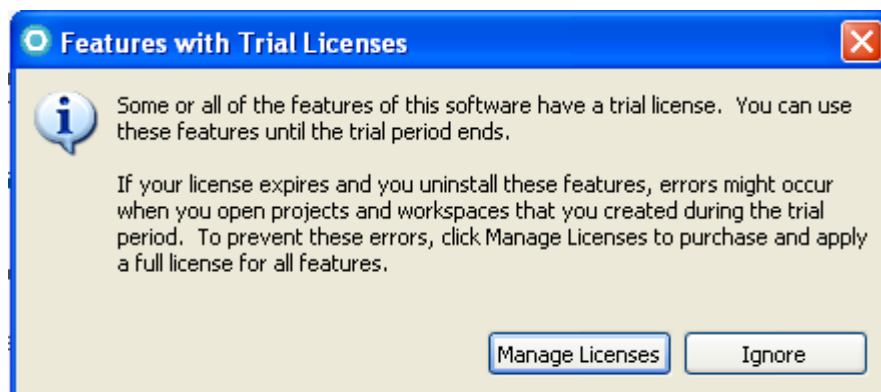 Features with Trial Licenses
Some or all of the features of this software have a trial license.  You can use
these features until the trial period ends.
If your license expires and you uninstall these features, errors might occur
when you open projects and workspaces that you created during the trial
period.  To prevent these errors, click Manage Licenses to purchase and apply
a full license for all features.
Manage Licenses
Ignore